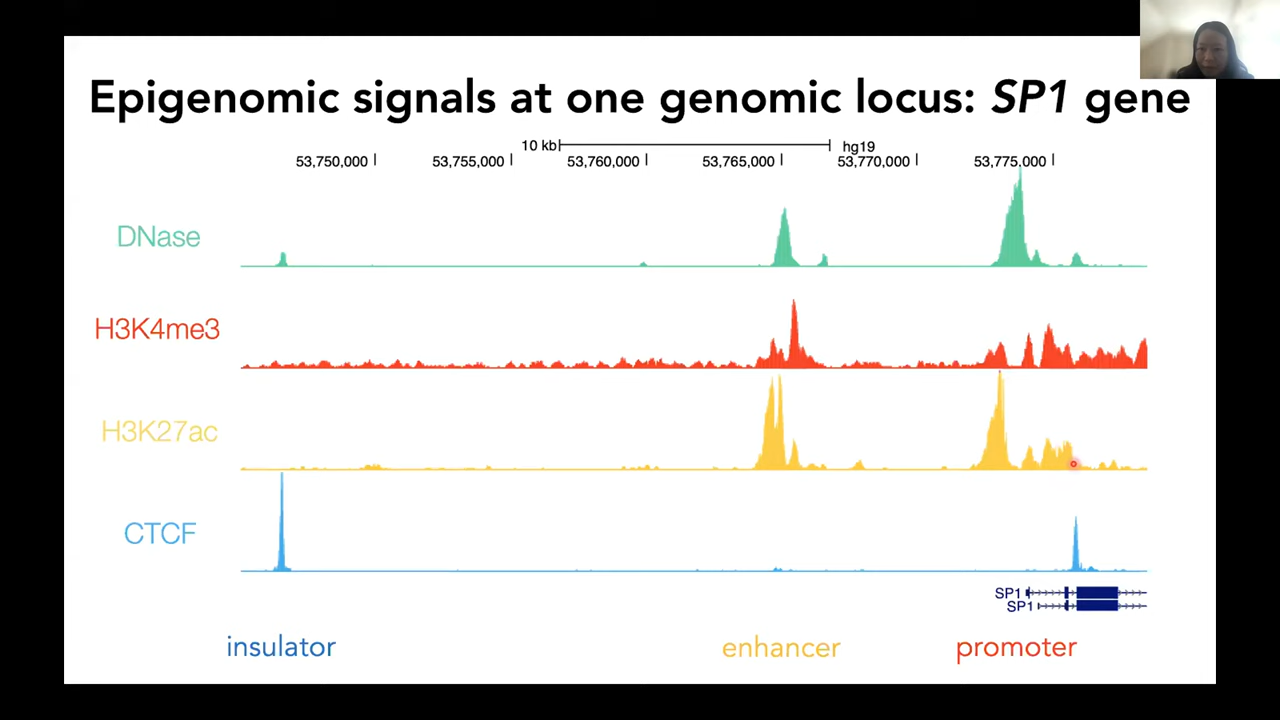 Epigenomic signals at one genomic locus: SP1 gene
10 kb hg19
53,750,000 53,755,000 53,760,000 53,765,000 53,770,000 53,775,000
DNase
H3K4me3
H3K27ac
CTCF
SP1
SP1
insulator enhancer promoter